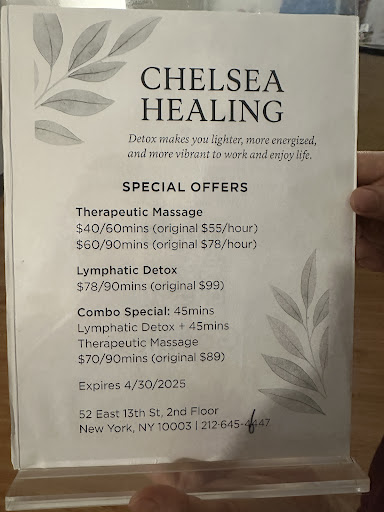 CHELSEA
HEALING
Detox makes you lighter, more energized,
and more vibrant to work and enjoy life.
SPECIAL OFFERS
Therapeutic Massage
$40/60mins (original $55/hour)
$60/90mins (original $78/hour)
Lymphatic Detox
$78/90mins (original $99)
Combo Special: 45mins
Lymphatic Detox + 45mins
Therapeutic Massage
$70/90mins (original $89)
Expires 4/30/2025
52 East 13th St, 2nd Floor
New York, NY 10003 | 212-645-